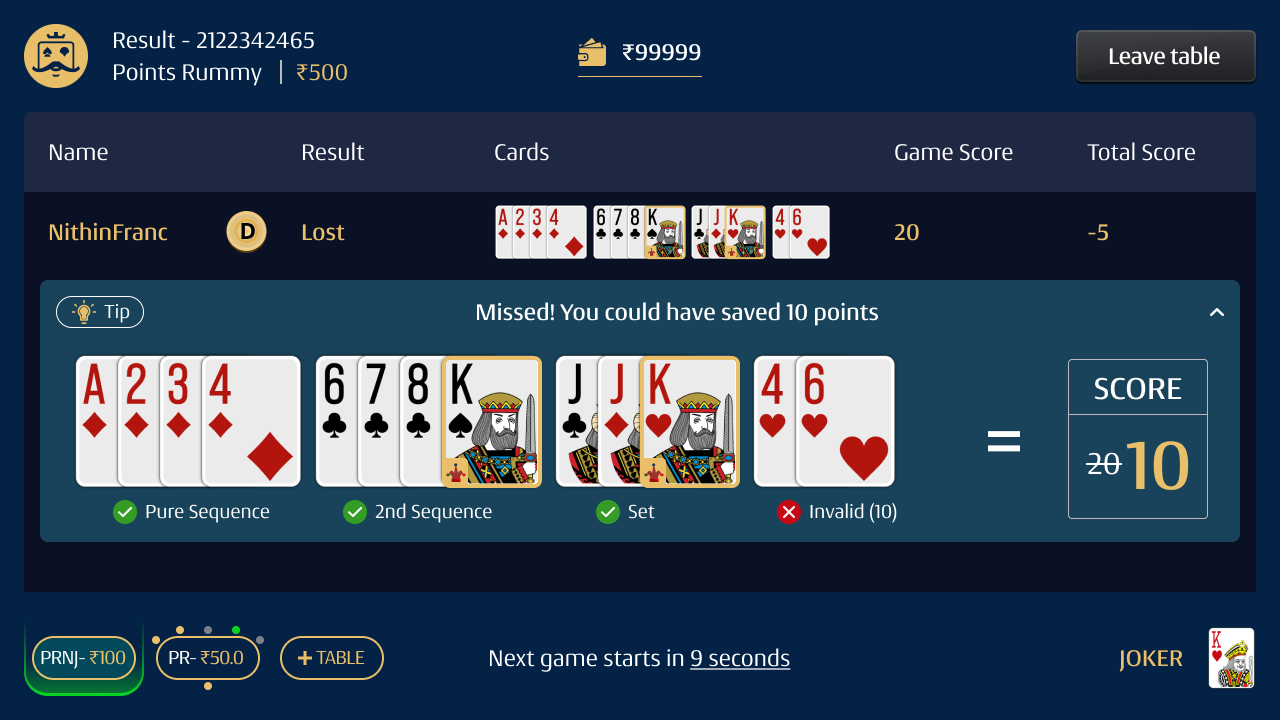 Result - 2122342465
Points Rummy | ₹500
₹99999
Leave table
Name Result Cards Game Score Total Score
NithinFranc D Lost A 2 3 4 6 7 8 K J J K 4 6 20 -5
Tip Missed! You could have saved 10 points
A 2 3 4 6 7 8 K J J K 4 6
= SCORE
20 10
Pure Sequence 2nd Sequence Set Invalid (10)
PRNJ- ₹100 PR- ₹50.0 + TABLE Next game starts in 9 seconds JOKER K